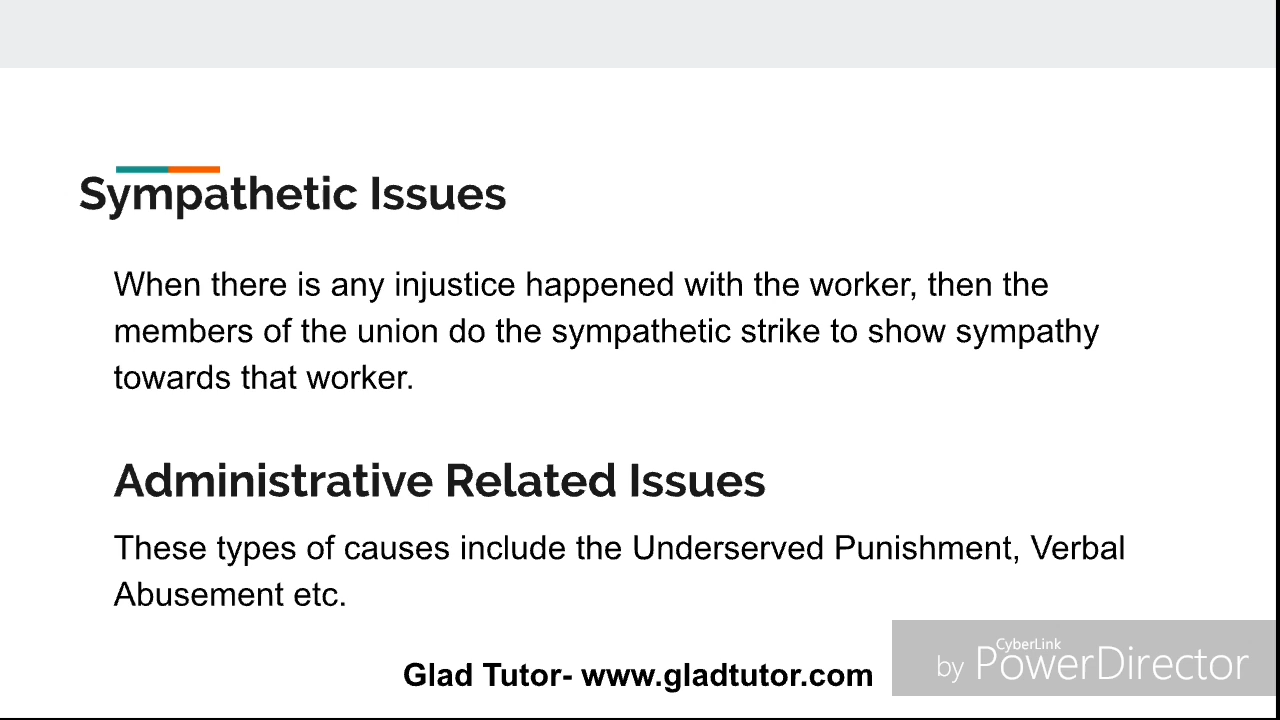 Sympathetic Issues
When there is any injustice happened with the worker, then the
members of the union do the sympathetic strike to show sympathy
towards that worker.
Administrative Related Issues
These types of causes include the Underserved Punishment, Verbal
Abusement etc.
Glad Tutor- www.gladtutor.com
CyberLink
by PowerDirector